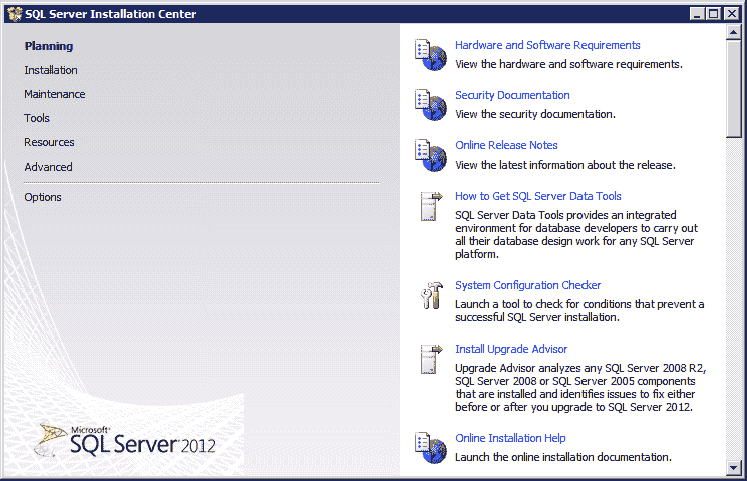 SQL Server Installation Center
Planning
Installation
Maintenance
Tools
Resources
Advanced
Options
Microsoft®
SQL Server® 2012
Hardware and Software Requirements
View the hardware and software requirements.
Security Documentation
View the security documentation.
Online Release Notes
View the latest information about the release.
How to Get SQL Server Data Tools
SQL Server Data Tools provides an integrated
environment for database developers to carry out
all their database design work for any SQL Server
platform.
System Configuration Checker
Launch a tool to check for conditions that prevent a
successful SQL Server installation.
Install Upgrade Advisor
Upgrade Advisor analyzes any SQL Server 2008 R2,
SQL Server 2008 or SQL Server 2005 components
that are installed and identifies issues to fix either
before or after you upgrade to SQL Server 2012.
Online Installation Help
Launch the online installation documentation.